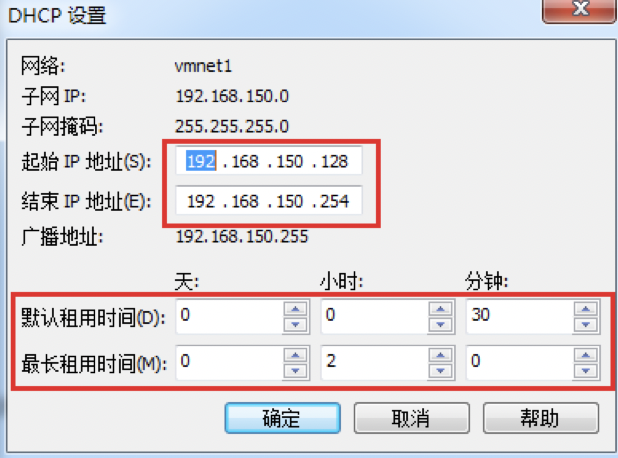 DHCP 设置
网络: vmnet1
子网 IP: 192.168.150.0
子网掩码: 255.255.255.0
起始 IP 地址(S): 192 . 168 . 150 . 128
结束 IP 地址(E): 192 . 168 . 150 . 254
广播地址: 192.168.150.255
天: 小时: 分钟:
默认租用时间(D): 0 0 30
最长租用时间(M): 0 2 0
确定 取消 帮助